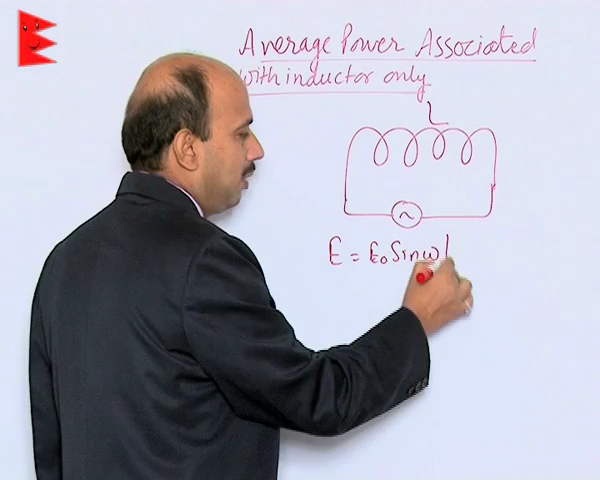 Average Power Associated
with inductor only
L
~
E = E₀ Sinωt